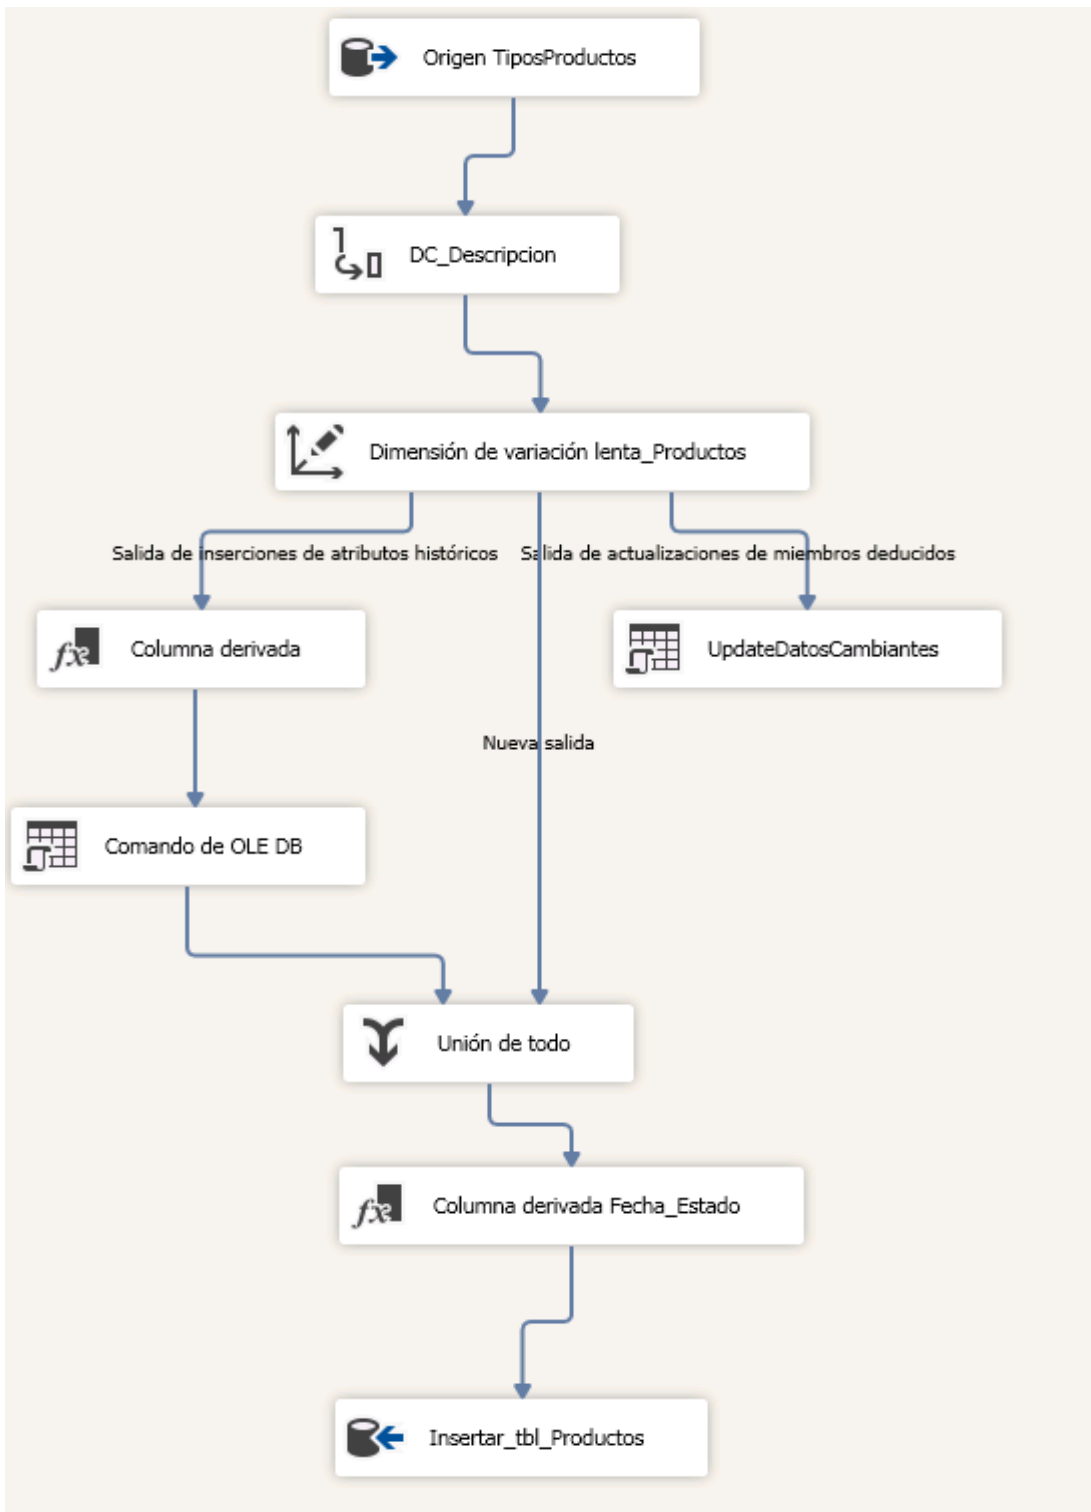 Origen TiposProductos
DC_Descripcion
Dimensión de variación lenta_Productos
Salida de inserciones de atributos históricos
Salida de actualizaciones de miembros deducidos
Columna derivada
UpdateDatosCambiantes
Nueva salida
Comando de OLE DB
Unión de todo
Columna derivada Fecha_Estado
Insertar_tbl_Productos